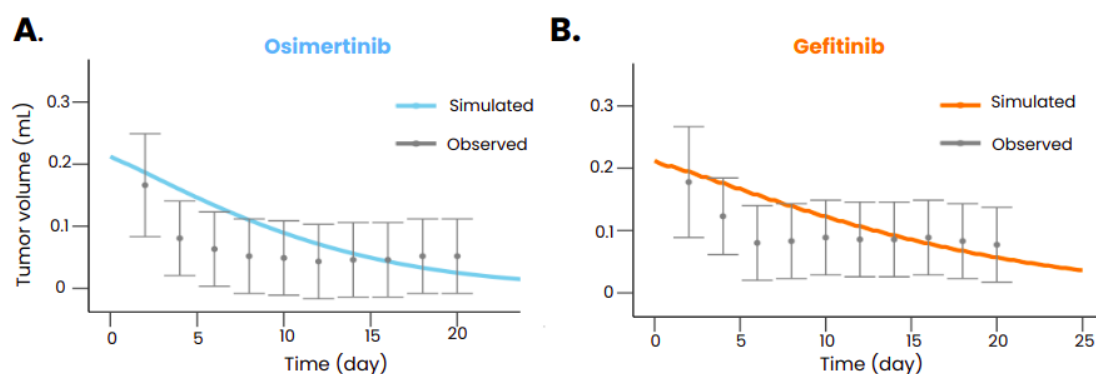 A.
Osimertinib
Tumor volume (mL)
0.3
0.2
0.1
0
Simulated
Observed
0 5 10 15 20
Time (day)
B.
Gefitinib
0.3
0.2
0.1
0
Simulated
Observed
0 5 10 15 20 25
Time (day)